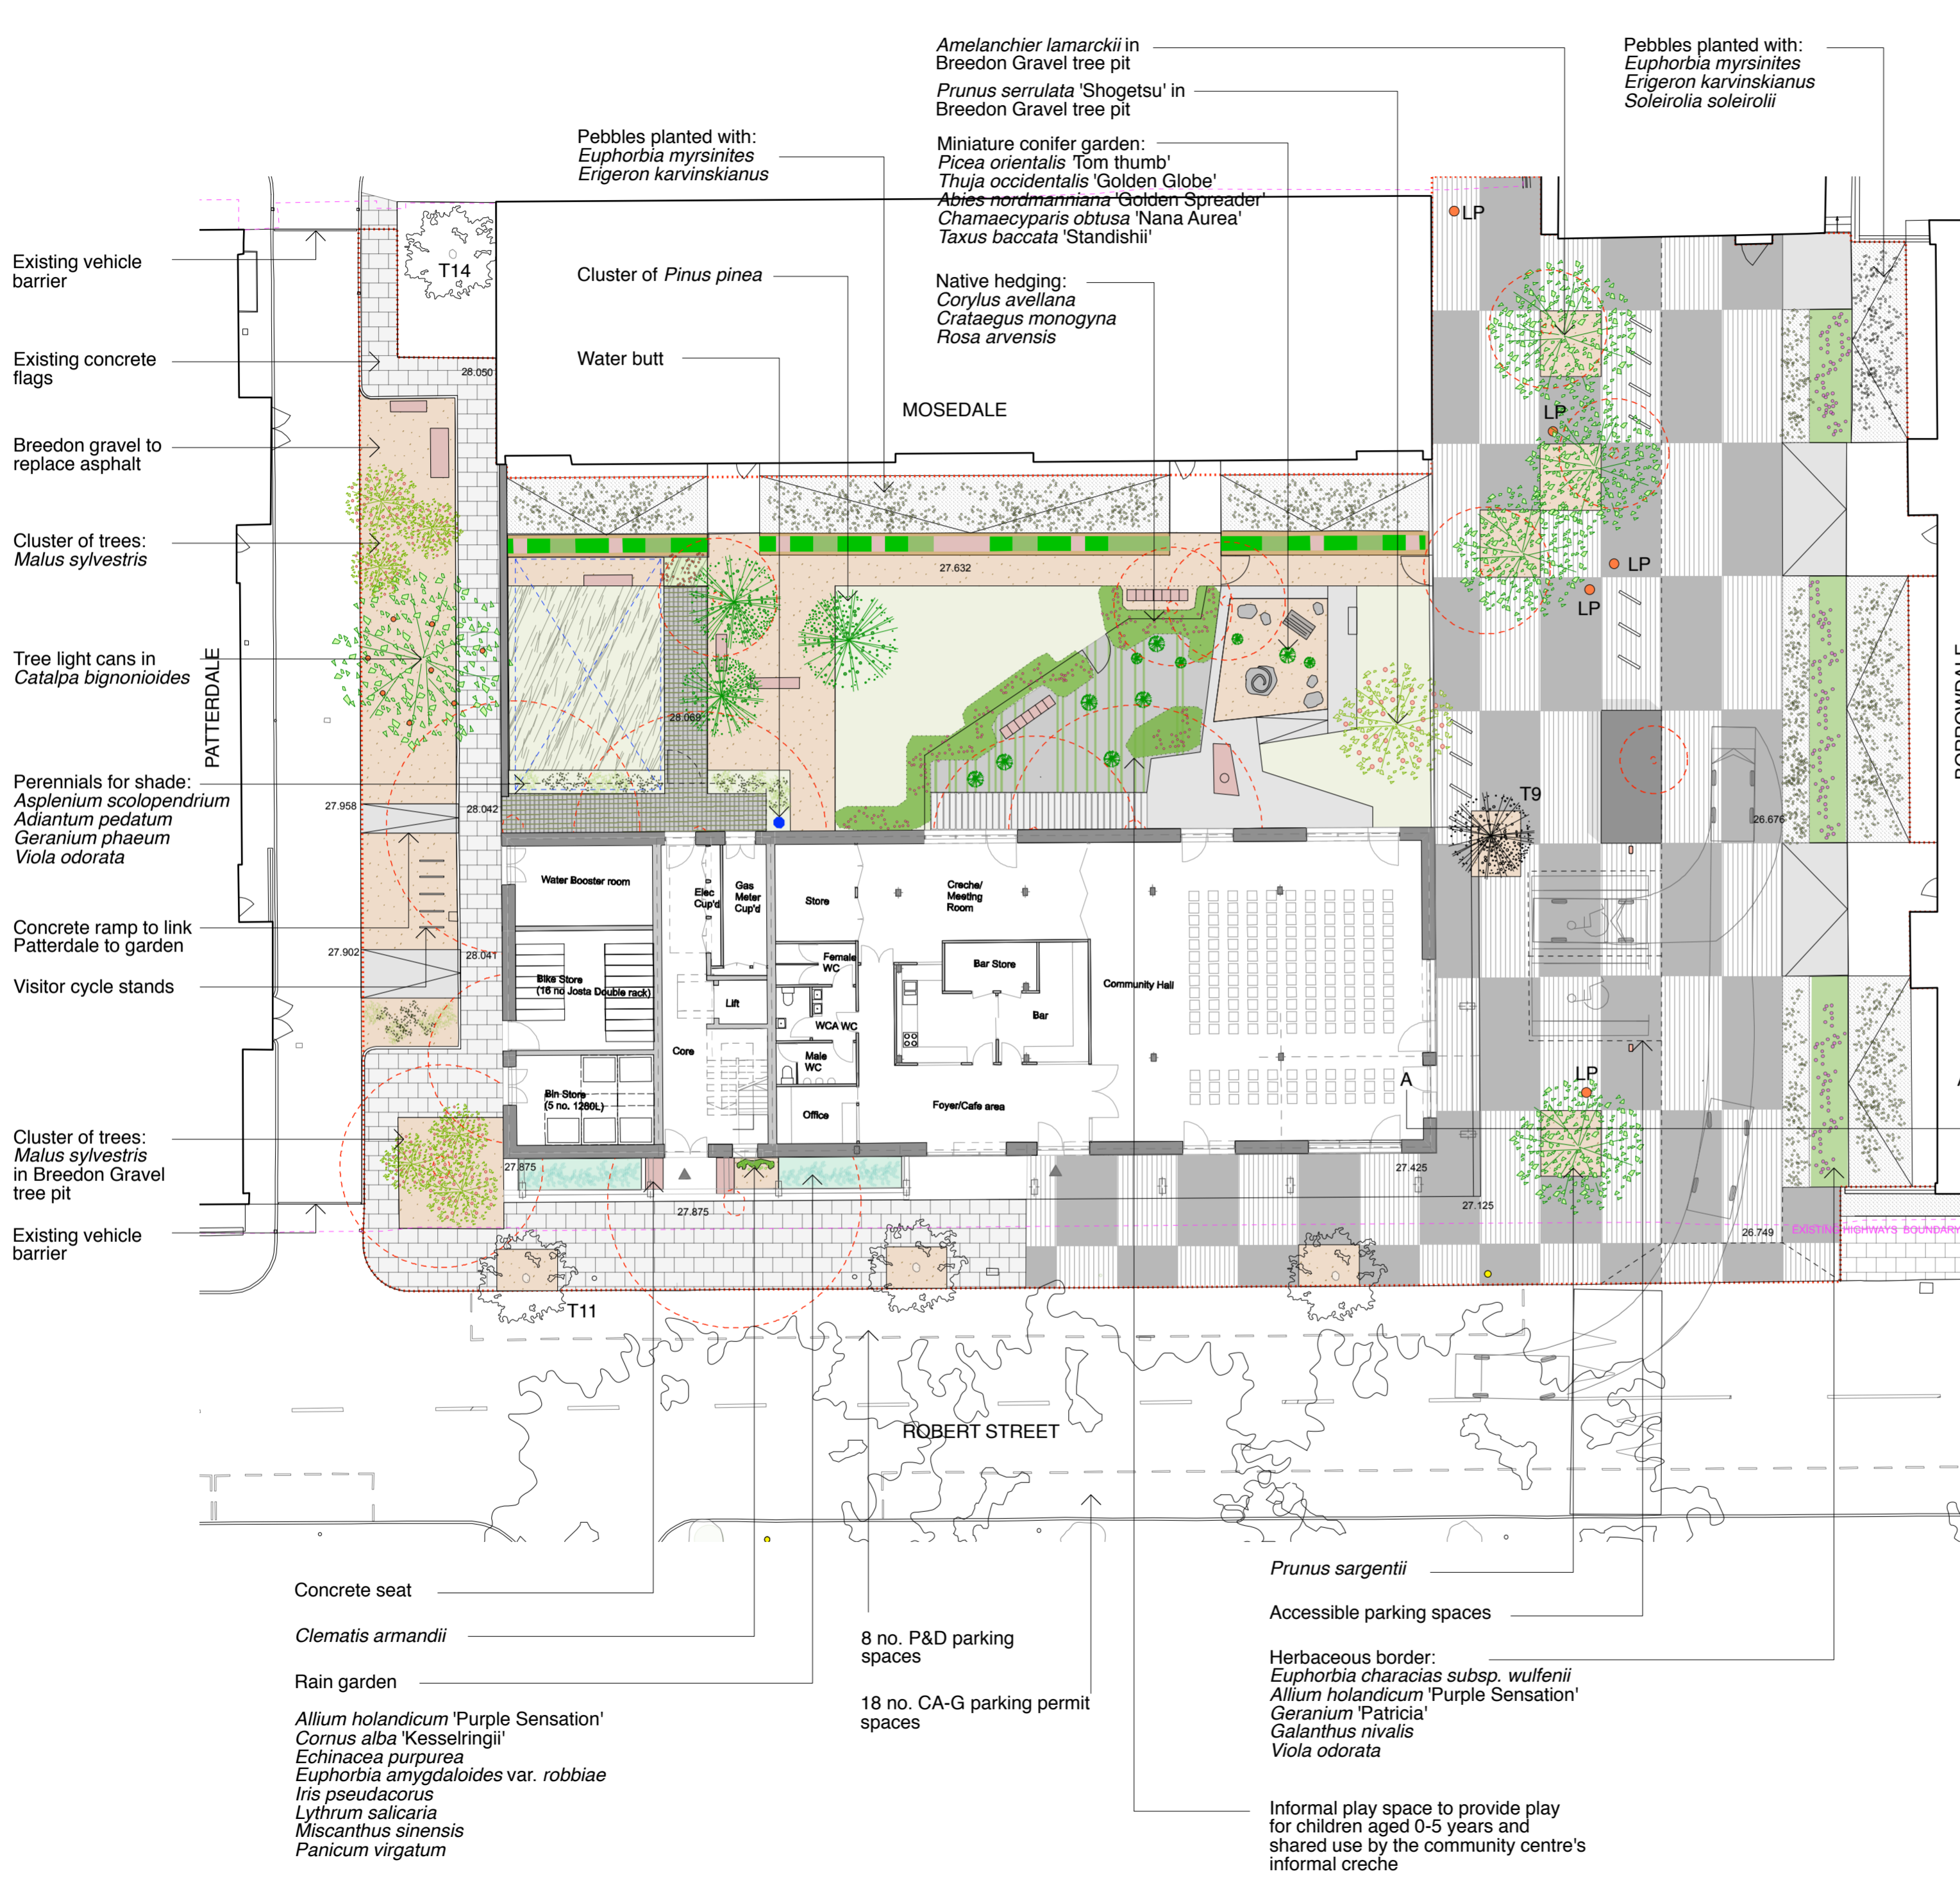 Amelanchier lamarckii in
Breedon Gravel tree pit
Prunus serrulata 'Shogetsu' in
Breedon Gravel tree pit
Miniature conifer garden:
Picea orientalis 'Tom thumb'
Thuja occidentalis 'Golden Globe'
Abies nordmanniana 'Golden Spreader'
Chamaecyparis obtusa 'Nana Aurea'
Taxus baccata 'Standishii'
Native hedging:
Corylus avellana
Crataegus monogyna
Rosa arvensis
Pebbles planted with:
Euphorbia myrsinites
Erigeron karvinskianus
Soleirolia soleirolii
Pebbles planted with:
Euphorbia myrsinites
Erigeron karvinskianus
Cluster of Pinus pinea
Water butt
Existing vehicle
barrier
Existing concrete
flags
Breedon gravel to
replace asphalt
Cluster of trees:
Malus sylvestris
Tree light cans in
Catalpa bignonioides
Perennials for shade:
Asplenium scolopendrium
Adiantum pedatum
Geranium phaeum
Viola odorata
Concrete ramp to link
Patterdale to garden
Visitor cycle stands
Cluster of trees:
Malus sylvestris
in Breedon Gravel
tree pit
Existing vehicle
barrier
PATTERDALE
T14
28.050
MOSEDALE
LP
LP
LP
LP
27.632
28.069
27.958
28.042
27.902
28.041
T9
26.676
Water Booster room
Elec
Cup'd
Gas
Meter
Cup'd
Store
Creche/
Meeting
Room
Bike Store
(16 no Josta Double rack)
Lift
Female
WC
WCA WC
Male
WC
Bar Store
Bar
Community Hall
Core
Bin Store
(5 no. 1280L)
Office
Foyer/Cafe area
A
LP
27.875
27.875
27.425
27.125
26.749
EXISTING HIGHWAYS BOUNDARY
T11
ROBERT STREET
Concrete seat
Clematis armandii
Rain garden
Allium holandicum 'Purple Sensation'
Cornus alba 'Kesselringii'
Echinacea purpurea
Euphorbia amygdaloides var. robbiae
Iris pseudacorus
Lythrum salicaria
Miscanthus sinensis
Panicum virgatum
8 no. P&D parking
spaces
18 no. CA-G parking permit
spaces
Prunus sargentii
Accessible parking spaces
Herbaceous border:
Euphorbia characias subsp. wulfenii
Allium holandicum 'Purple Sensation'
Geranium 'Patricia'
Galanthus nivalis
Viola odorata
Informal play space to provide play
for children aged 0-5 years and
shared use by the community centre's
informal creche